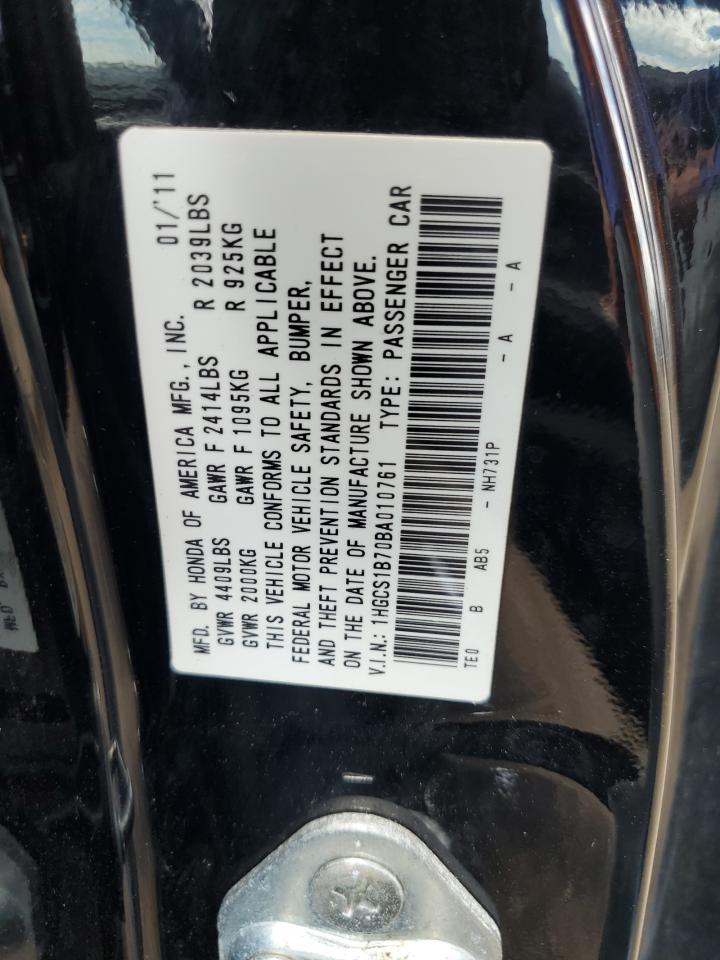 MFD. BY HONDA OF AMERICA MFG., INC. 01/'11
GVWR 4409LBS GAWR F 2414LBS R 2039LBS
GVWR 2000KG GAWR F 1095KG R 925KG
THIS VEHICLE CONFORMS TO ALL APPLICABLE
FEDERAL MOTOR VEHICLE SAFETY, BUMPER,
AND THEFT PREVENTION STANDARDS IN EFFECT
ON THE DATE OF MANUFACTURE SHOWN ABOVE.
V.I.N.: 1HGCS1B70BA010761 TYPE: PASSENGER CAR
TE0 B AB5 - NH731P - A - A